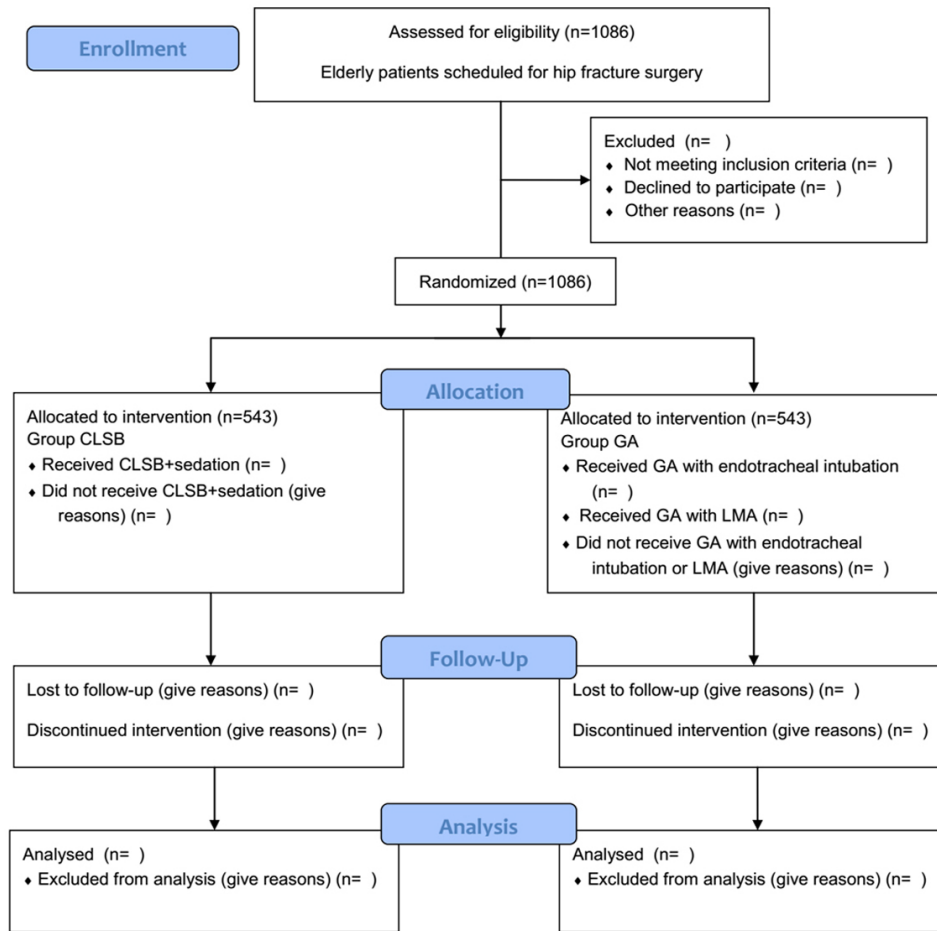 Enrollment
Assessed for eligibility (n=1086)
Elderly patients scheduled for hip fracture surgery
Excluded (n= )
♦ Not meeting inclusion criteria (n= )
♦ Declined to participate (n= )
♦ Other reasons (n= )
Randomized (n=1086)
Allocation
Allocated to intervention (n=543)
Group CLSB
♦ Received CLSB+sedation (n= )
♦ Did not receive CLSB+sedation (give
reasons) (n= )
Allocated to intervention (n=543)
Group GA
♦ Received GA with endotracheal intubation
(n= )
♦ Received GA with LMA (n= )
♦ Did not receive GA with endotracheal
intubation or LMA (give reasons) (n= )
Follow-Up
Lost to follow-up (give reasons) (n= )
Discontinued intervention (give reasons) (n= )
Lost to follow-up (give reasons) (n= )
Discontinued intervention (give reasons) (n= )
Analysis
Analysed (n= )
♦ Excluded from analysis (give reasons) (n= )
Analysed (n= )
♦ Excluded from analysis (give reasons) (n= )